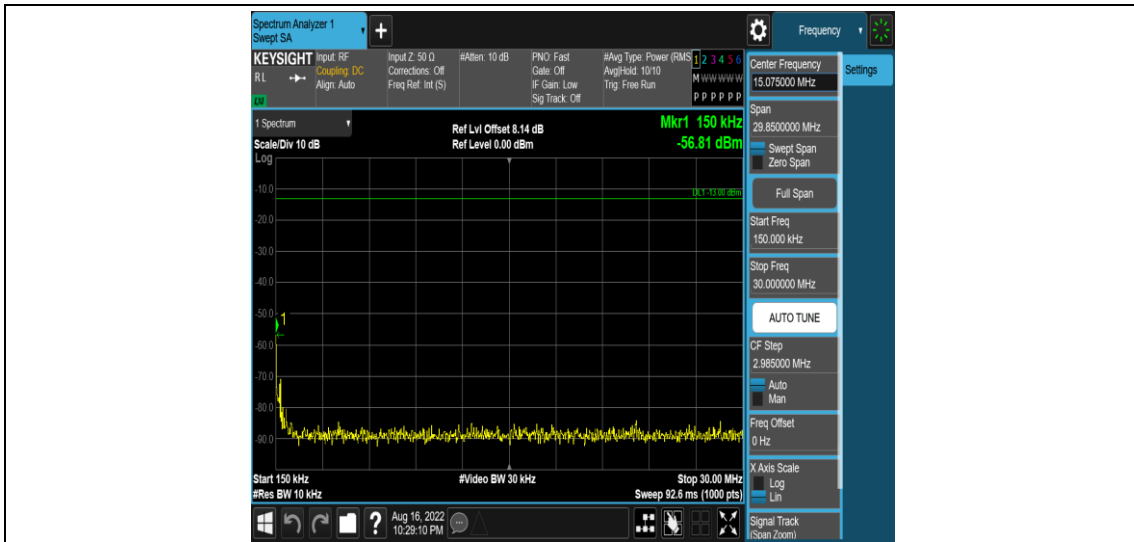 Spectrum Analyzer 1
Swept SA
Frequency
KEYSIGHT
RL
LXI
Input: RF
Coupling: DC
Align: Auto
Input Z: 50 Ω
Corrections: Off
Freq Ref: Int (S)
#Atten: 10 dB
PNO: Fast
Gate: Off
IF Gain: Low
Sig Track: Off
#Avg Type: Power (RMS
Avg|Hold: 10/10
Trig: Free Run
1 2 3 4 5 6
M W W W W W
P P P P P P
1 Spectrum
Scale/Div 10 dB
Ref Lvl Offset 8.14 dB
Ref Level 0.00 dBm
Mkr1 150 kHz
-56.81 dBm
Log
DL1 -13.00 dBm
-10.0
-20.0
-30.0
-40.0
-50.0
1
-60.0
-70.0
-80.0
-90.0
Start 150 kHz
#Res BW 10 kHz
#Video BW 30 kHz
Stop 30.00 MHz
Sweep 92.6 ms (1000 pts)
Aug 16, 2022
10:29:10 PM
Center Frequency
15.075000 MHz
Settings
Span
29.8500000 MHz
Swept Span
Zero Span
Full Span
Start Freq
150.000 kHz
Stop Freq
30.000000 MHz
AUTO TUNE
CF Step
2.985000 MHz
Auto
Man
Freq Offset
0 Hz
X Axis Scale
Log
Lin
Signal Track
(Span Zoom)